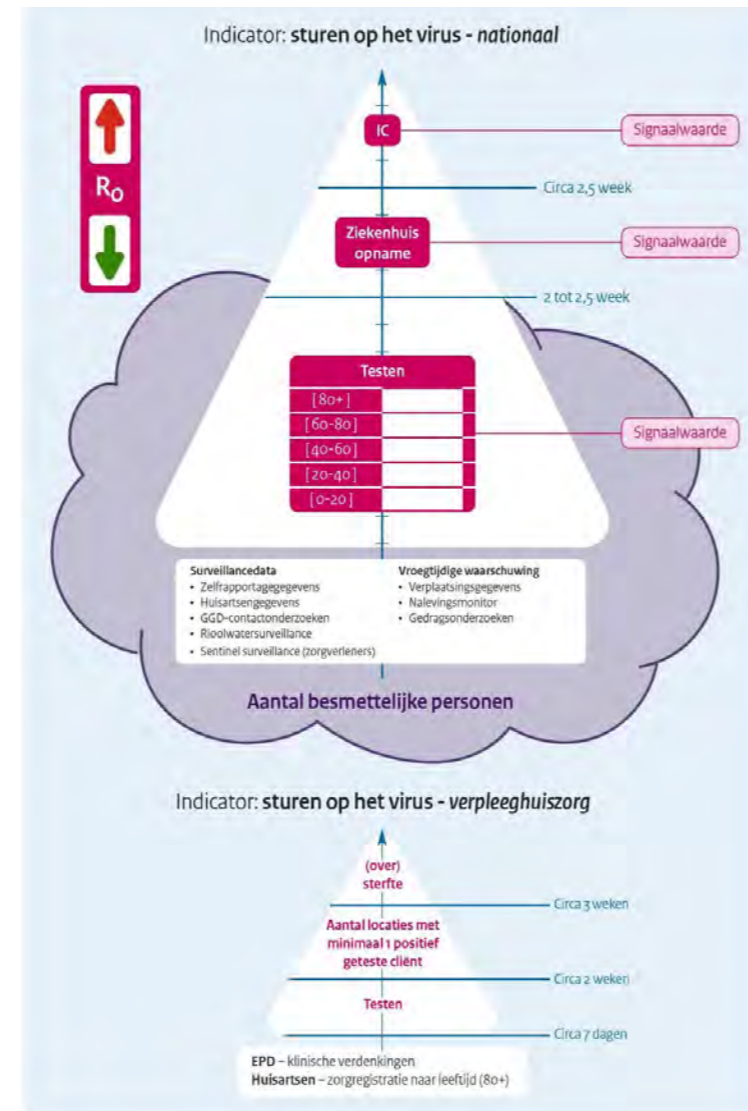 Indicator: sturen op het virus - nationaal
IC
Signaalwaarde
R0
Circa 2,5 week
Ziekenhuis
opname
Signaalwaarde
2 tot 2,5 week
Testen
[80+]
[60-80]
Signaalwaarde
[40-60]
[20-40]
[0-20]
Surveillancedata
• Zelfrapportagegegevens
• Huisartsengegevens
• GGD-contactonderzoeken
• Rioolwatersurveillance
• Sentinel surveillance (zorgverleners)
Vroegtijdige waarschuwing
• Verplaatsingsgegevens
• Nalevingsmonitor
• Gedragsonderzoeken
Aantal besmettelijke personen
Indicator: sturen op het virus - verpleeghuiszorg
(over)
sterfte
Circa 3 weken
Aantal locaties met
minimaal 1 positief
geteste cliënt
Circa 2 weken
Testen
Circa 7 dagen
EPD – klinische verdenkingen
Huisartsen – zorgregistratie naar leeftijd (80+)